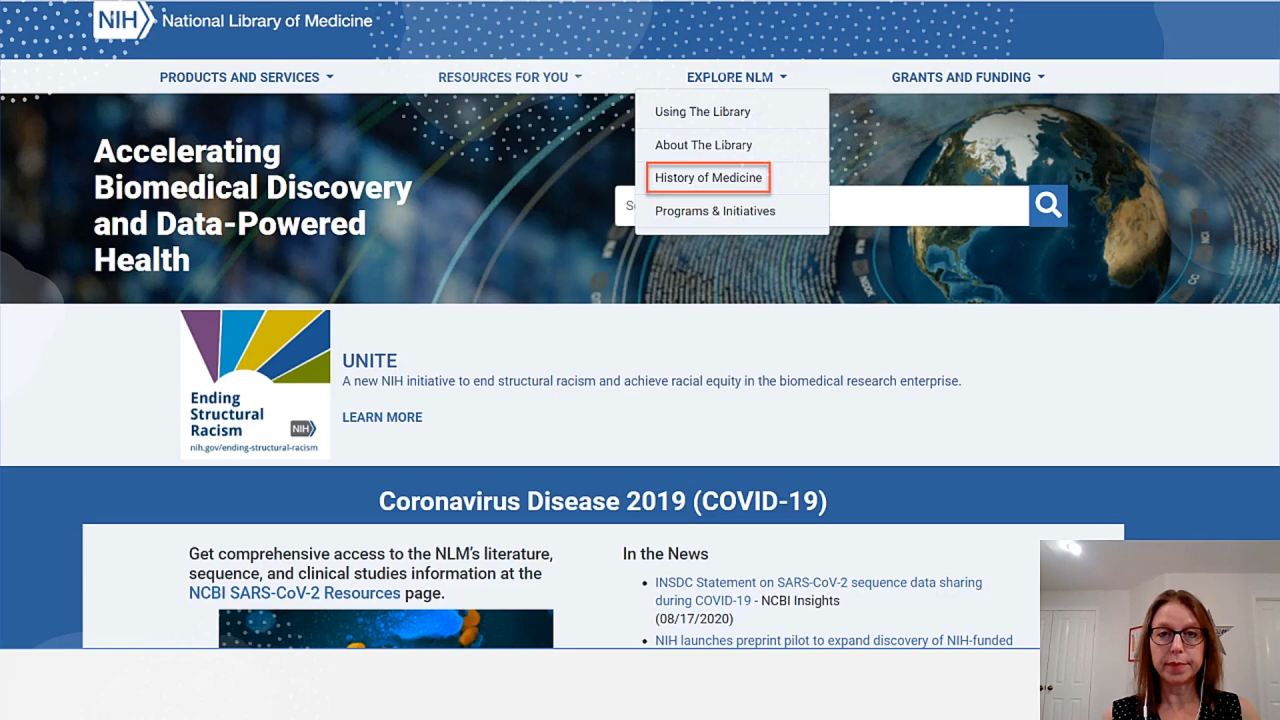 NIH National Library of Medicine
PRODUCTS AND SERVICES
RESOURCES FOR YOU
EXPLORE NLM
GRANTS AND FUNDING
Using The Library
About The Library
History of Medicine
Programs & Initiatives
Accelerating
Biomedical Discovery
and Data-Powered
Health
Ending
Structural
Racism
NIH
nih.gov/ending-structural-racism
UNITE
A new NIH initiative to end structural racism and achieve racial equity in the biomedical research enterprise.
LEARN MORE
Coronavirus Disease 2019 (COVID-19)
Get comprehensive access to the NLM's literature,
sequence, and clinical studies information at the
NCBI SARS-CoV-2 Resources page.
In the News
• INSDC Statement on SARS-CoV-2 sequence data sharing
during COVID-19 - NCBI Insights
(08/17/2020)
• NIH launches preprint pilot to expand discovery of NIH-funded